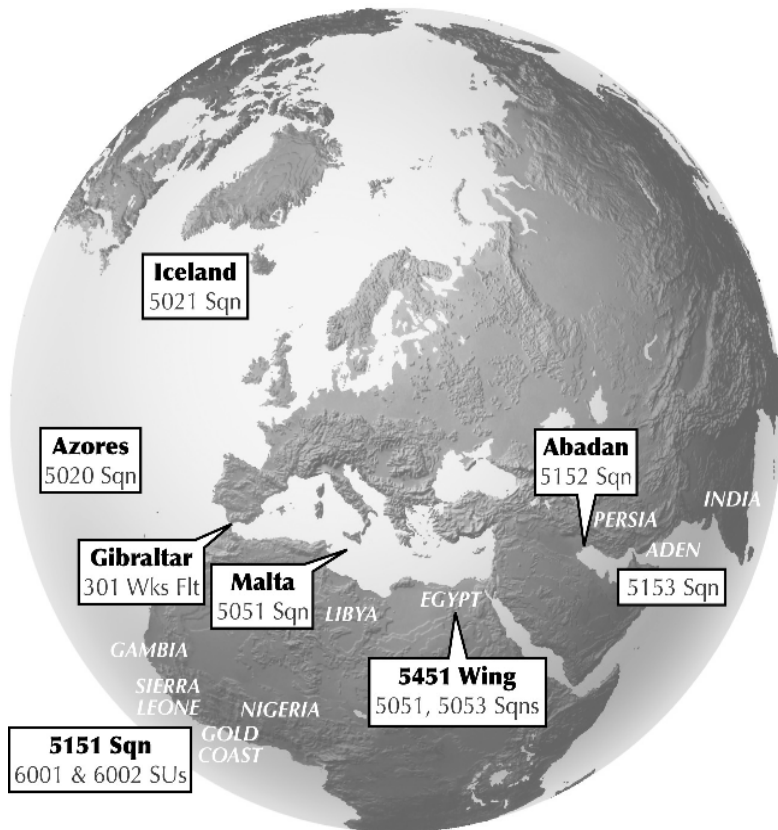 Iceland
5021 Sqn
Azores
5020 Sqn
Abadan
5152 Sqn
INDIA
PERSIA
ADEN
5153 Sqn
Gibraltar
301 Wks Flt
Malta
5051 Sqn
LIBYA
EGYPT
GAMBIA
SIERRA
LEONE
NIGERIA
GOLD
COAST
5451 Wing
5051, 5053 Sqns
5151 Sqn
6001 & 6002 SUs